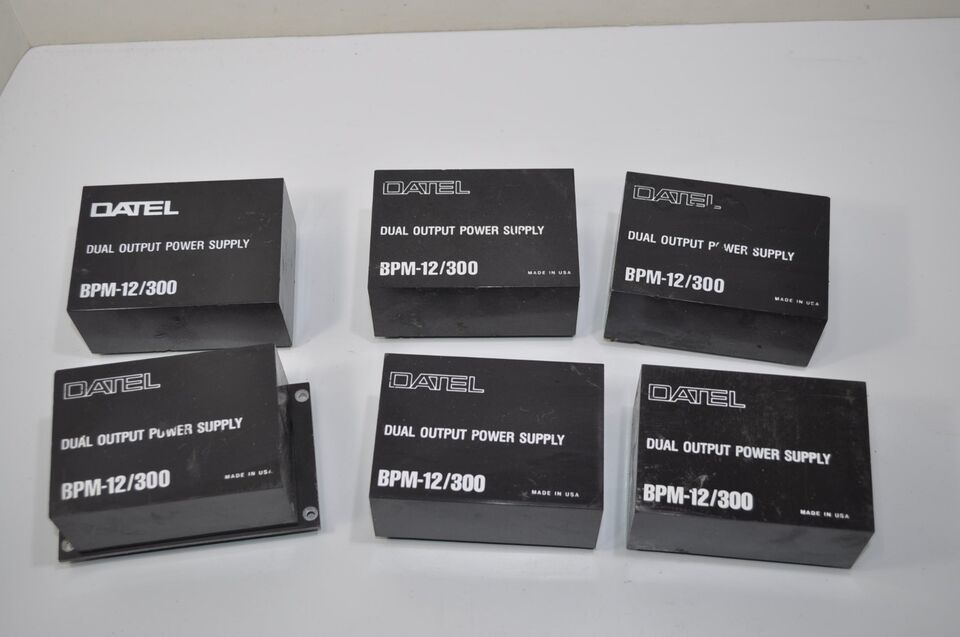 DATEL
DUAL OUTPUT POWER SUPPLY
BPM-12/300
DATEL
DUAL OUTPUT POWER SUPPLY
BPM-12/300
MADE IN USA
DATEL
DUAL OUTPUT POWER SUPPLY
BPM-12/300
MADE IN USA
DATEL
DUAL OUTPUT POWER SUPPLY
BPM-12/300
MADE IN USA
DATEL
DUAL OUTPUT POWER SUPPLY
BPM-12/300
MADE IN USA
DATEL
DUAL OUTPUT POWER SUPPLY
BPM-12/300
MADE IN USA